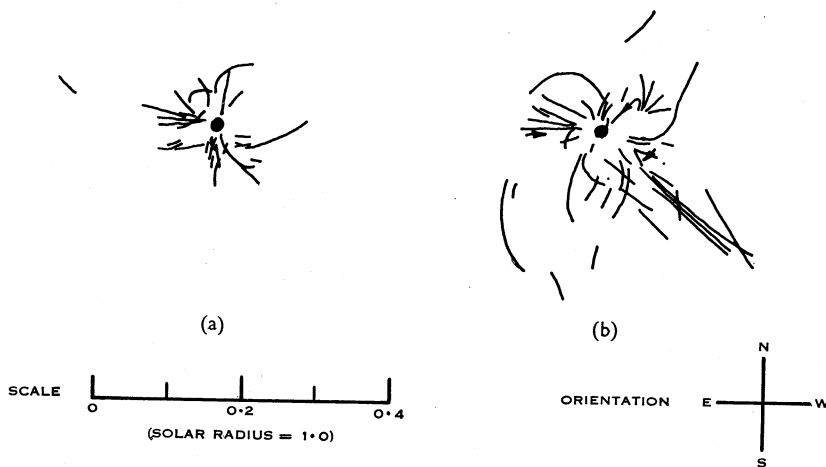 (a)
(b)
SCALE
0
0·2
0·4
(SOLAR RADIUS = 1·0)
ORIENTATION
N
E
W
S